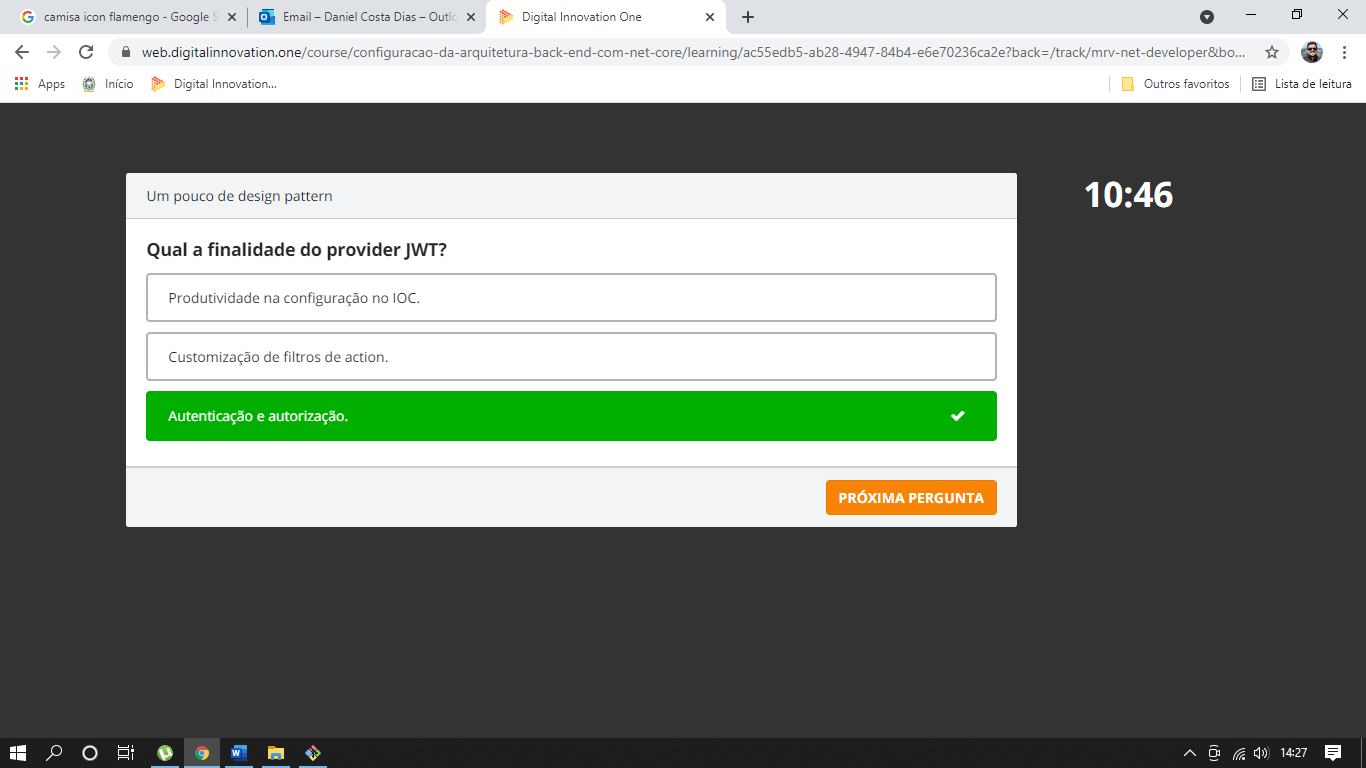 camisa icon flamengo - Google S
Email – Daniel Costa Dias – Outlo
Digital Innovation One
web.digitalinnovation.one/course/configuracao-da-arquitetura-back-end-com-net-core/learning/ac55edb5-ab28-4947-84b4-e6e70236ca2e?back=/track/mrv-net-developer&bo...
Apps
Início
Digital Innovation...
Outros favoritos
Lista de leitura
Um pouco de design pattern
10:46
Qual a finalidade do provider JWT?
Produtividade na configuração no IOC.
Customização de filtros de action.
Autenticação e autorização.
PRÓXIMA PERGUNTA
14:27